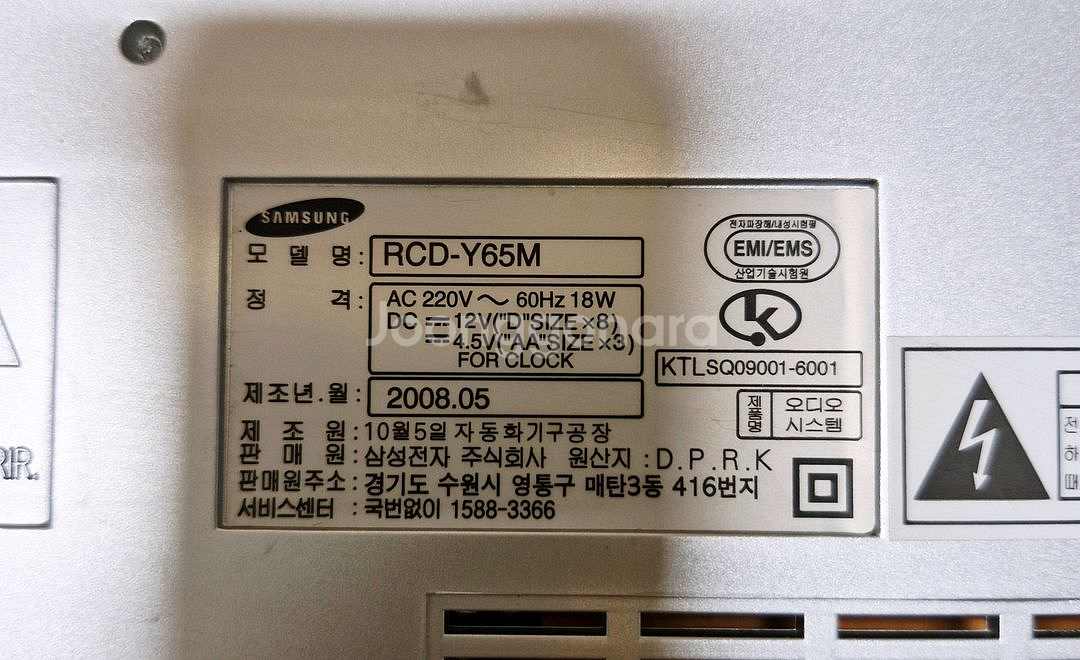 SAMSUNG
모 델 명 : RCD-Y65M
정 격 : AC 220V ～ 60Hz 18W
DC ⎓ 12V("D"SIZE ×8)
⎓ 4.5V("AA"SIZE ×3)
FOR CLOCK
제조년.월 : 2008.05
제 조 원 : 10월5일 자동화기구공장
판 매 원 : 삼성전자 주식회사 원산지 : D.P.R.K
판매원주소 : 경기도 수원시 영통구 매탄3동 416번지
서비스센터 : 국번없이 1588-3366
전자파장해/내성시험필
EMI/EMS
산업기술시험원
KTLSQ09001-6001
제품명
오디오
시스템
Joonggonara
RIR.
전
하
때